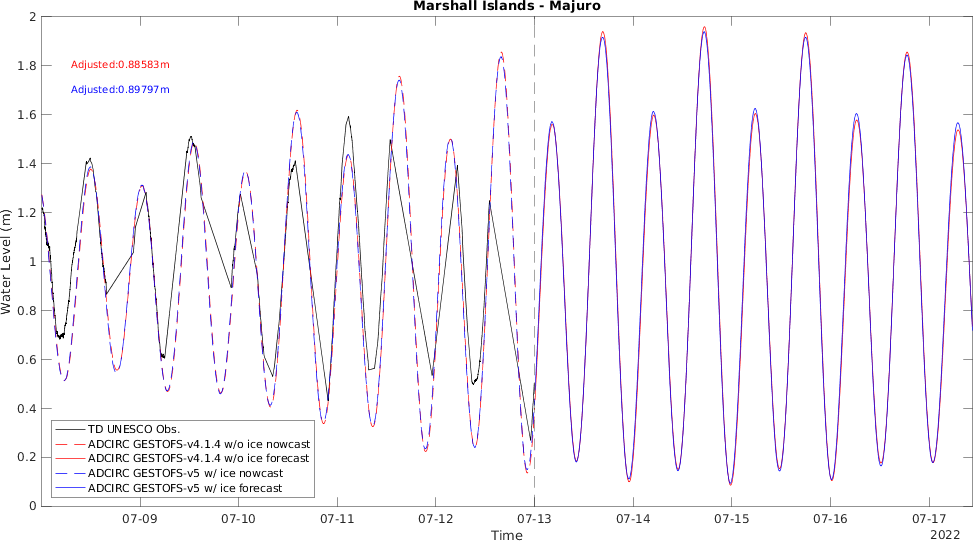 Marshall Islands - Majuro
Adjusted:0.88583m
Adjusted:0.89797m
Water Level (m)
2
1.8
1.6
1.4
1.2
1
0.8
0.6
0.4
0.2
0
TD UNESCO Obs.
ADCIRC GESTOFS-v4.1.4 w/o ice nowcast
ADCIRC GESTOFS-v4.1.4 w/o ice forecast
ADCIRC GESTOFS-v5 w/ ice nowcast
ADCIRC GESTOFS-v5 w/ ice forecast
07-09 07-10 07-11 07-12 07-13 07-14 07-15 07-16 07-17
Time
2022